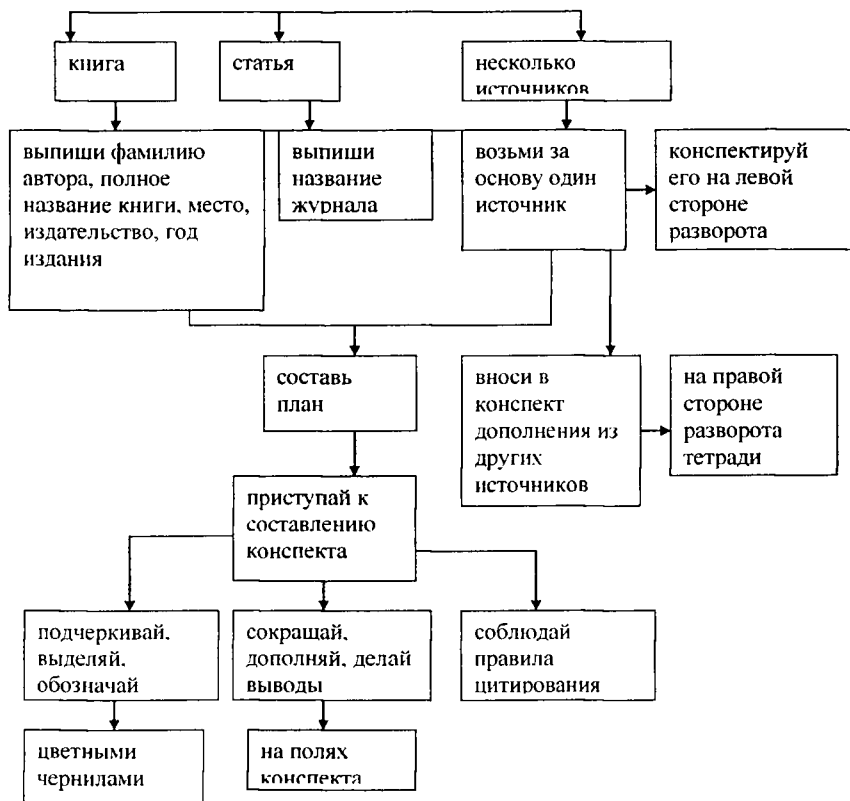 книга
статья
несколько
источников
выпиши фамилию
автора, полное
название книги, место,
издательство, год
издания
выпиши
название
журнала
возьми за
основу один
источник
конспектируй
его на левой
стороне
разворота
составь
план
вноси в
конспект
дополнения из
других
источников
на правой
стороне
разворота
тетради
приступай к
составлению
конспекта
подчеркивай,
выделяй,
обозначай
сокращай,
дополняй, делай
выводы
соблюдай
правила
цитирования
цветными
чернилами
на полях
конспекта